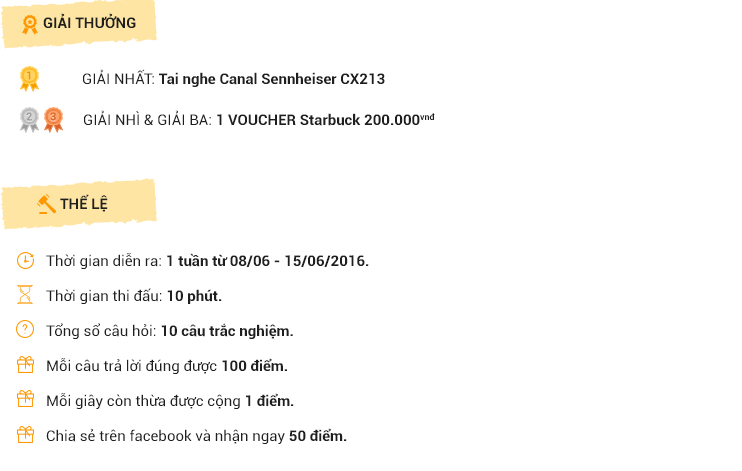 GIẢI THƯỞNG
1 GIẢI NHẤT: Tai nghe Canal Sennheiser CX213
2 3 GIẢI NHÌ & GIẢI BA: 1 VOUCHER Starbuck 200.000vnđ
THỂ LỆ
Thời gian diễn ra: 1 tuần từ 08/06 - 15/06/2016.
Thời gian thi đấu: 10 phút.
? Tổng số câu hỏi: 10 câu trắc nghiệm.
Mỗi câu trả lời đúng được 100 điểm.
Mỗi giây còn thừa được cộng 1 điểm.
Chia sẻ trên facebook và nhận ngay 50 điểm.